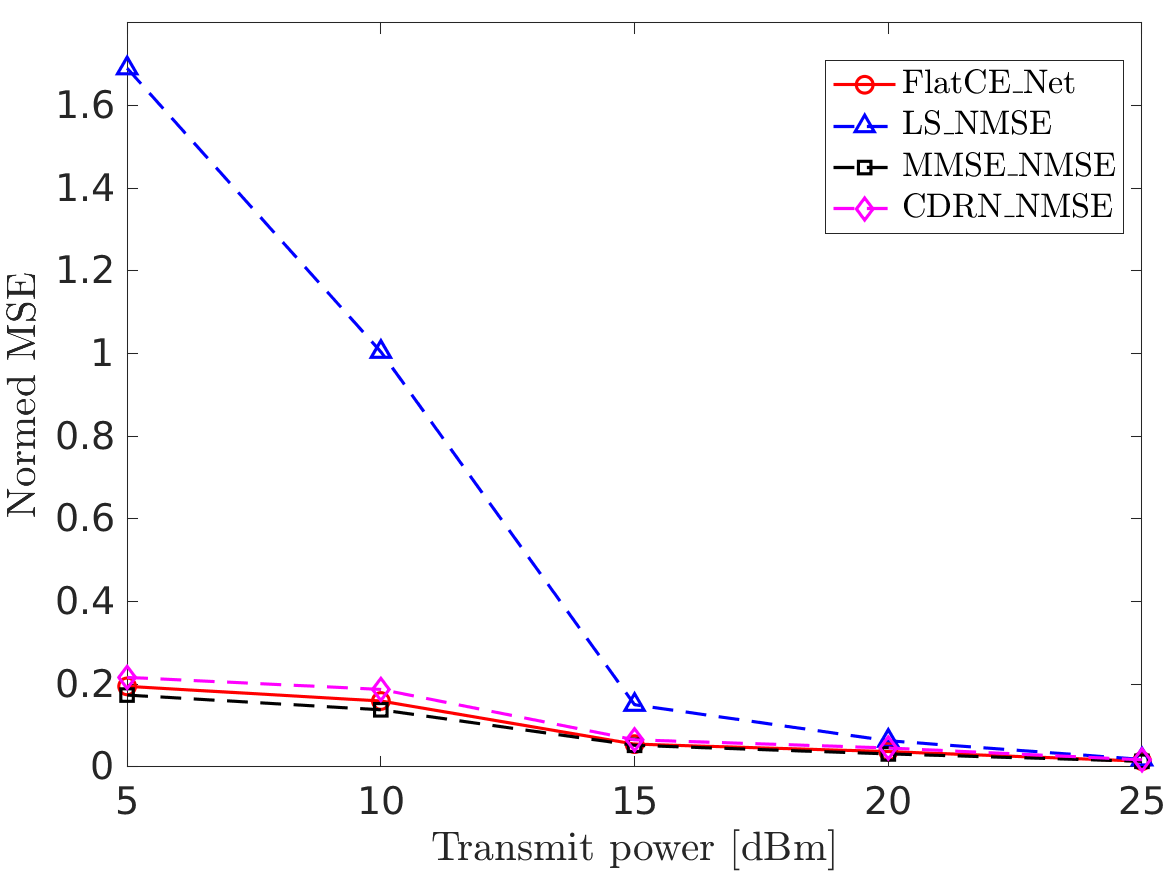 FlatCE_Net
LS_NMSE
MMSE_NMSE
CDRN_NMSE
Normed MSE
1.6
1.4
1.2
1
0.8
0.6
0.4
0.2
0
5 10 15 20 25
Transmit power [dBm]